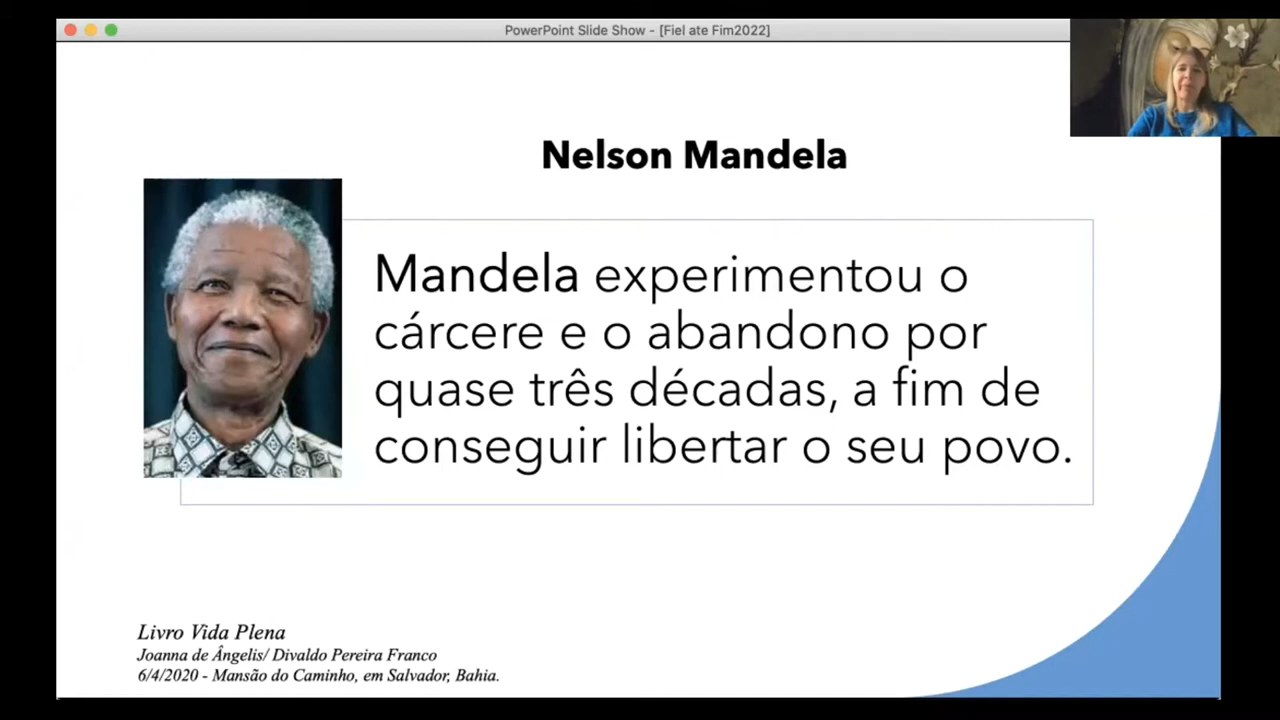 PowerPoint Slide Show - [Fiel ate Fim2022]
Nelson Mandela
Mandela experimentou o
cárcere e o abandono por
quase três décadas, a fim de
conseguir libertar o seu povo.
Livro Vida Plena
Joanna de Ângelis/ Divaldo Pereira Franco
6/4/2020 - Mansão do Caminho, em Salvador, Bahia.